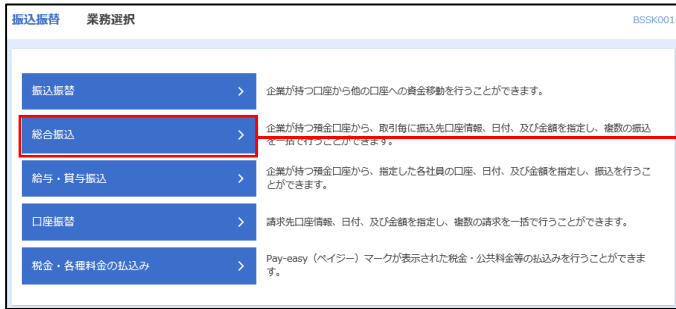 振込振替 業務選択 BSSK001
振込振替
企業が持つ口座から他の口座への資金移動を行うことができます。
総合振込
企業が持つ預金口座から、取引毎に振込先口座情報、日付、及び金額を指定し、複数の振込
を一括で行うことができます。
給与・賞与振込
企業が持つ預金口座から、指定した各社員の口座、日付、及び金額を指定し、振込を行うこ
とができます。
口座振替
請求先口座情報、日付、及び金額を指定し、複数の請求を一括で行うことができます。
税金・各種料金の払込み
Pay-easy（ペイジー）マークが表示された税金・公共料金等の払込みを行うことができま
す。